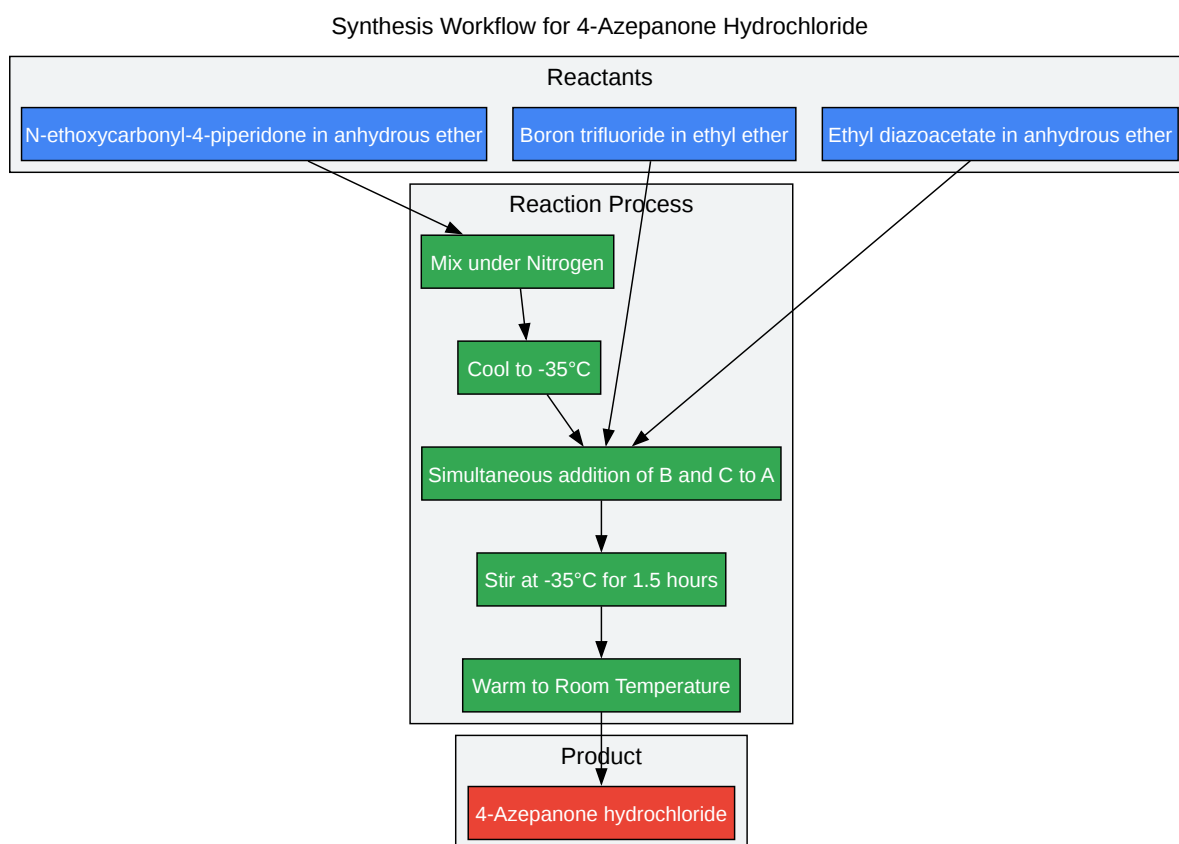 Synthesis Workflow for 4-Azepanone Hydrochloride
Reactants
N-ethoxycarbonyl-4-piperidone in anhydrous ether
Boron trifluoride in ethyl ether
Ethyl diazoacetate in anhydrous ether
Reaction Process
Mix under Nitrogen
Cool to -35°C
Simultaneous addition of B and C to A
Stir at -35°C for 1.5 hours
Warm to Room Temperature
Product
4-Azepanone hydrochloride